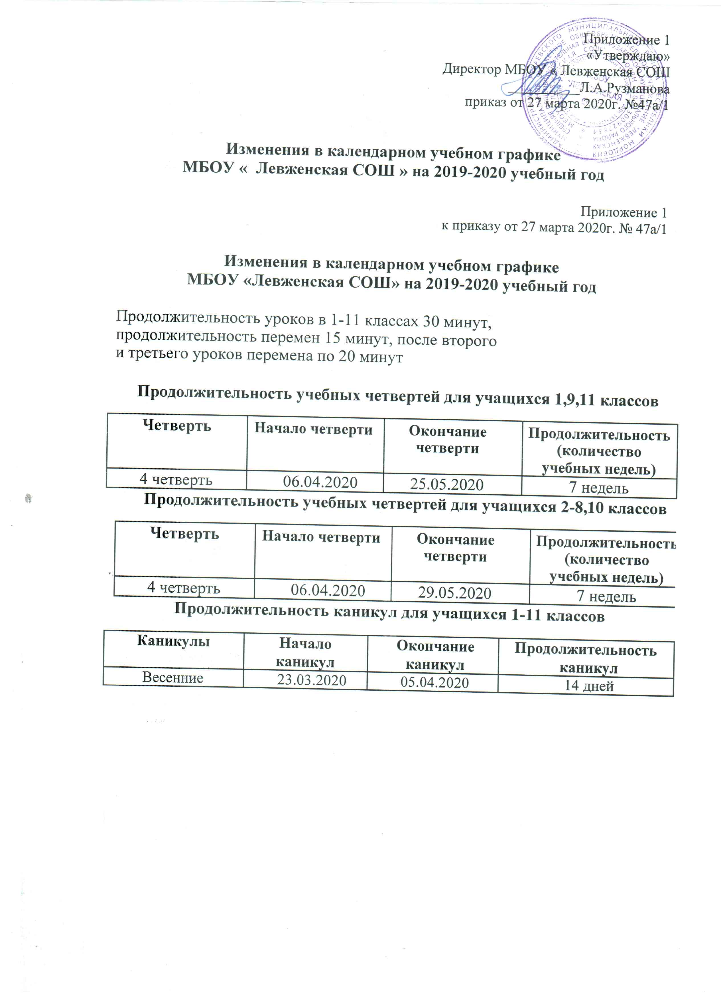 Приложение 1
«Утверждаю»
Директор МБОУ « Левженская СОШ
__________Л.А.Рузманова
приказ от 27 марта 2020г. №47а/1
Изменения в календарном учебном графике
МБОУ « Левженская СОШ » на 2019-2020 учебный год
Приложение 1
к приказу от 27 марта 2020г. № 47а/1
Изменения в календарном учебном графике
МБОУ «Левженская СОШ» на 2019-2020 учебный год
Продолжительность уроков в 1-11 классах 30 минут,
продолжительность перемен 15 минут, после второго
и третьего уроков перемена по 20 минут
Продолжительность учебных четвертей для учащихся 1,9,11 классов
Четверть Начало четверти Окончание четверти Продолжительность (количество учебных недель)
4 четверть 06.04.2020 25.05.2020 7 недель
Продолжительность учебных четвертей для учащихся 2-8,10 классов
Четверть Начало четверти Окончание четверти Продолжительность (количество учебных недель)
4 четверть 06.04.2020 29.05.2020 7 недель
Продолжительность каникул для учащихся 1-11 классов
Каникулы Начало каникул Окончание каникул Продолжительность каникул
Весенние 23.03.2020 05.04.2020 14 дней